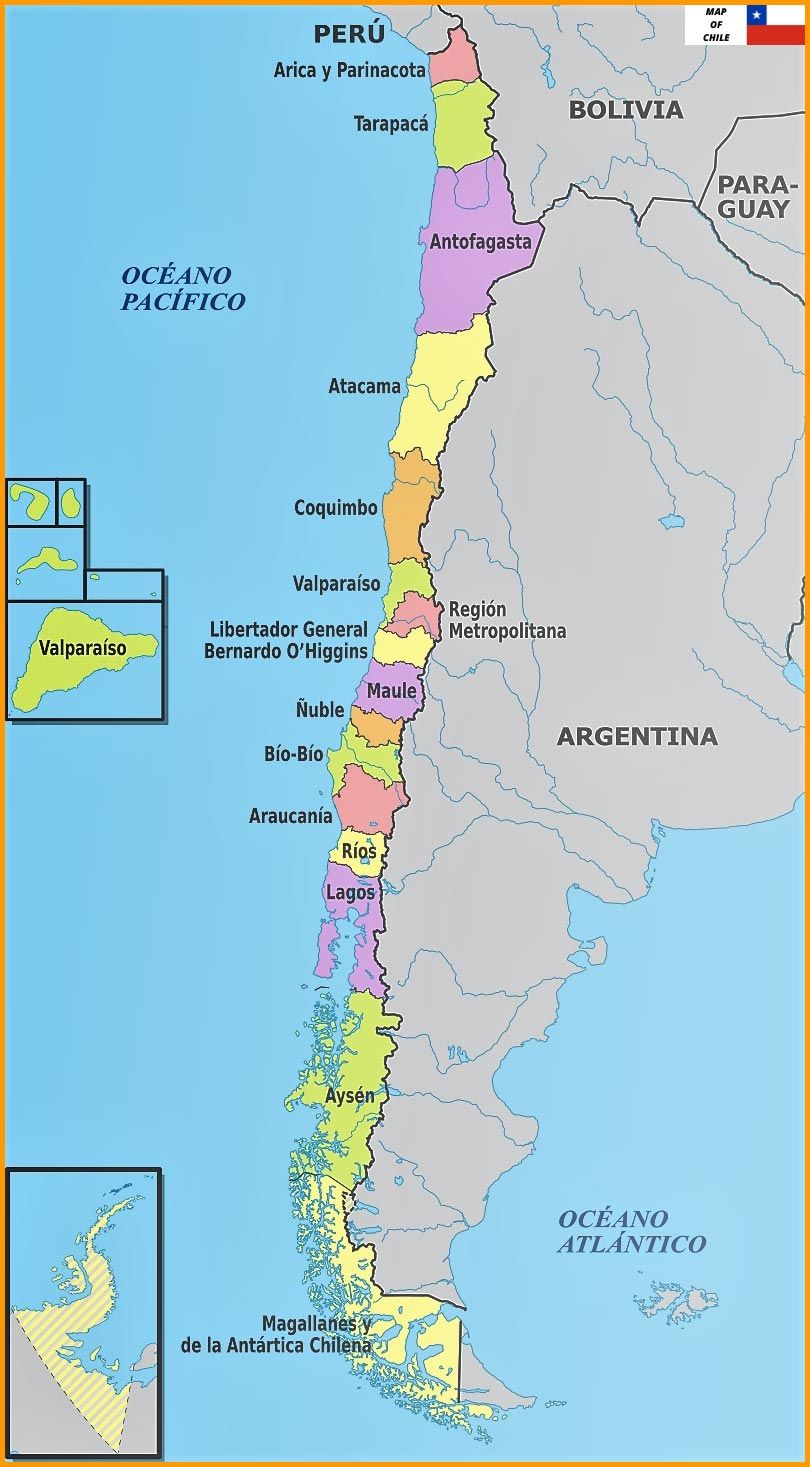 MAP
OF
CHILE
PERÚ
Arica y Parinacota
BOLIVIA
Tarapacá
PARA-
GUAY
Antofagasta
OCÉANO
PACÍFICO
Atacama
Coquimbo
Valparaíso
Región
Metropolitana
Libertador General
Bernardo O'Higgins
Valparaíso
Maule
Ñuble
ARGENTINA
Bío-Bío
Araucanía
Ríos
Lagos
Aysén
OCÉANO
ATLÁNTICO
Magallanes y
de la Antártica Chilena